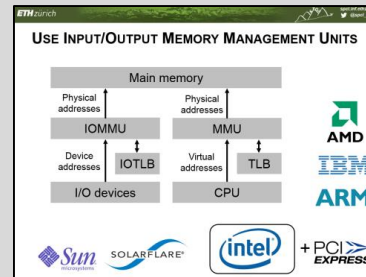 ETH zürich
USE INPUT/OUTPUT MEMORY MANAGEMENT UNITS
Main memory
Physical addresses
Physical addresses
IOMMU
MMU
Device addresses
IOTLB
Virtual addresses
TLB
I/O devices
CPU
AMD
IBM
ARM
Sun
microsystems
SOLARFLARE
intel
+ PCI EXPRESS